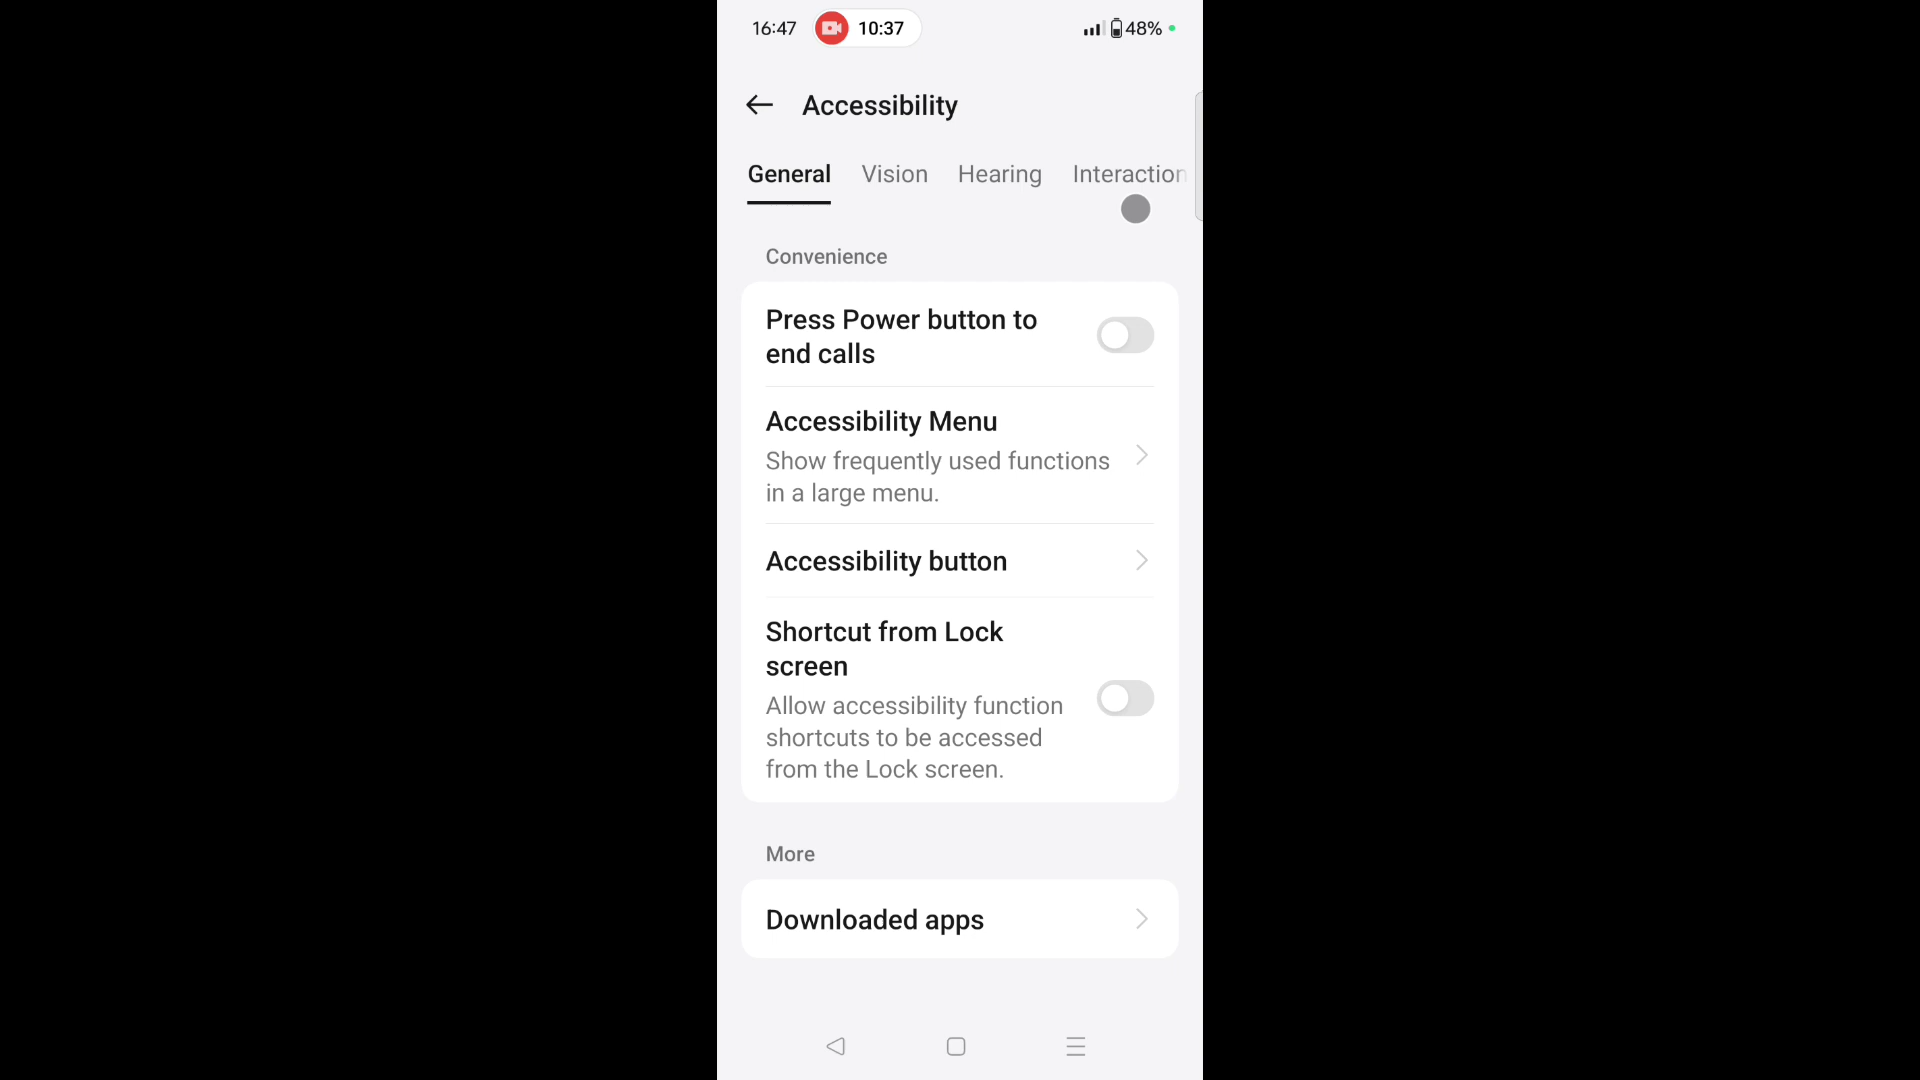 16:47 10:37 48%
Accessibility
General Vision Hearing Interaction
Convenience
Press Power button to
end calls
Accessibility Menu
Show frequently used functions
in a large menu.
Accessibility button
Shortcut from Lock
screen
Allow accessibility function
shortcuts to be accessed
from the Lock screen.
More
Downloaded apps